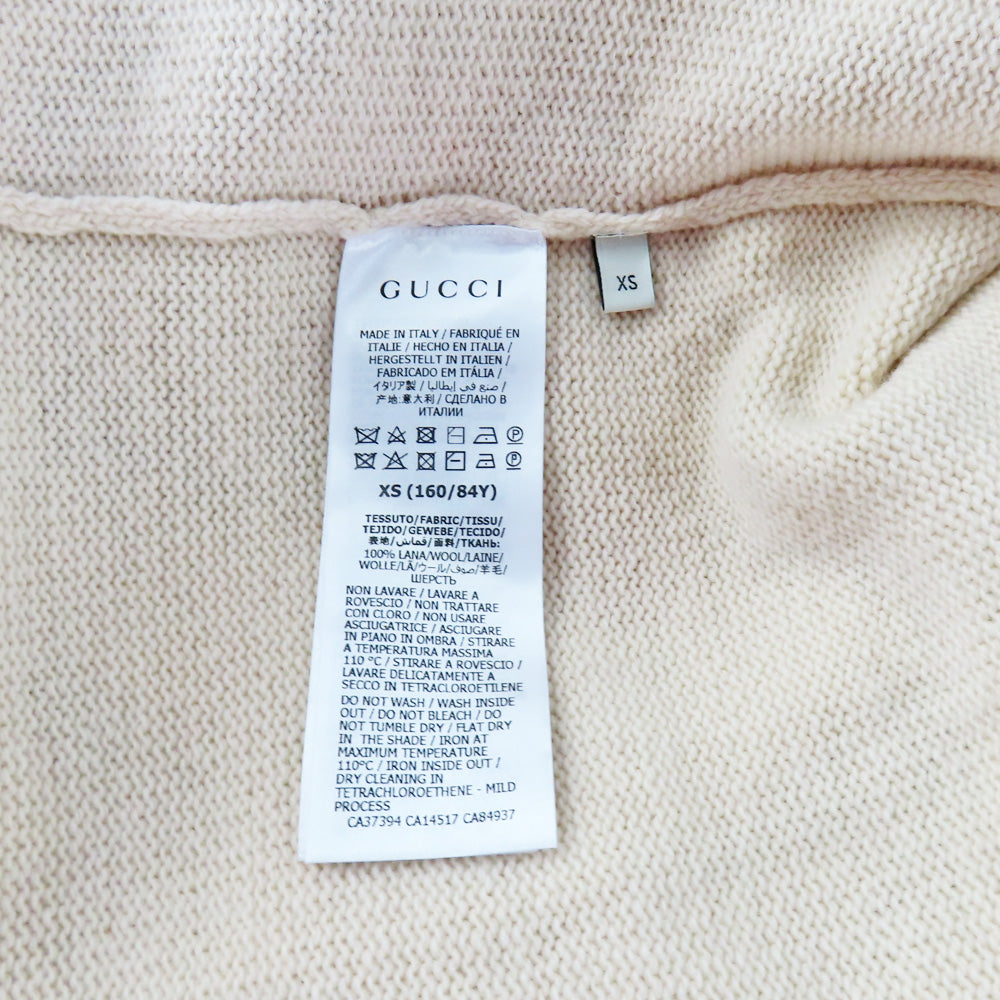 GUCCI
XS
MADE IN ITALY / FABRIQUÉ EN
ITALIE / HECHO EN ITALIA /
HERGESTELLT IN ITALIEN /
FABRICADO EM ITÁLIA /
イタリア製 / صنع في إيطاليا /
产地:意大利 / СДЕЛАНО В
ИТАЛИИ
P
P
XS (160/84Y)
TESSUTO/FABRIC/TISSU/
TEJIDO/GEWEBE/TECIDO/
表地/قماش/面料/ТКАНЬ:
100% LANA/WOOL/LAINE/
WOLLE/LÃ/ウール/صوف/羊毛/
ШЕРСТЬ
NON LAVARE / LAVARE A
ROVESCIO / NON TRATTARE
CON CLORO / NON USARE
ASCIUGATRICE / ASCIUGARE
IN PIANO IN OMBRA / STIRARE
A TEMPERATURA MASSIMA
110 °C / STIRARE A ROVESCIO /
LAVARE DELICATAMENTE A
SECCO IN TETRACLOROETILENE
DO NOT WASH / WASH INSIDE
OUT / DO NOT BLEACH / DO
NOT TUMBLE DRY / FLAT DRY
IN THE SHADE / IRON AT
MAXIMUM TEMPERATURE
110°C / IRON INSIDE OUT /
DRY CLEANING IN
TETRACHLOROETHENE - MILD
PROCESS
CA37394 CA14517 CA84937